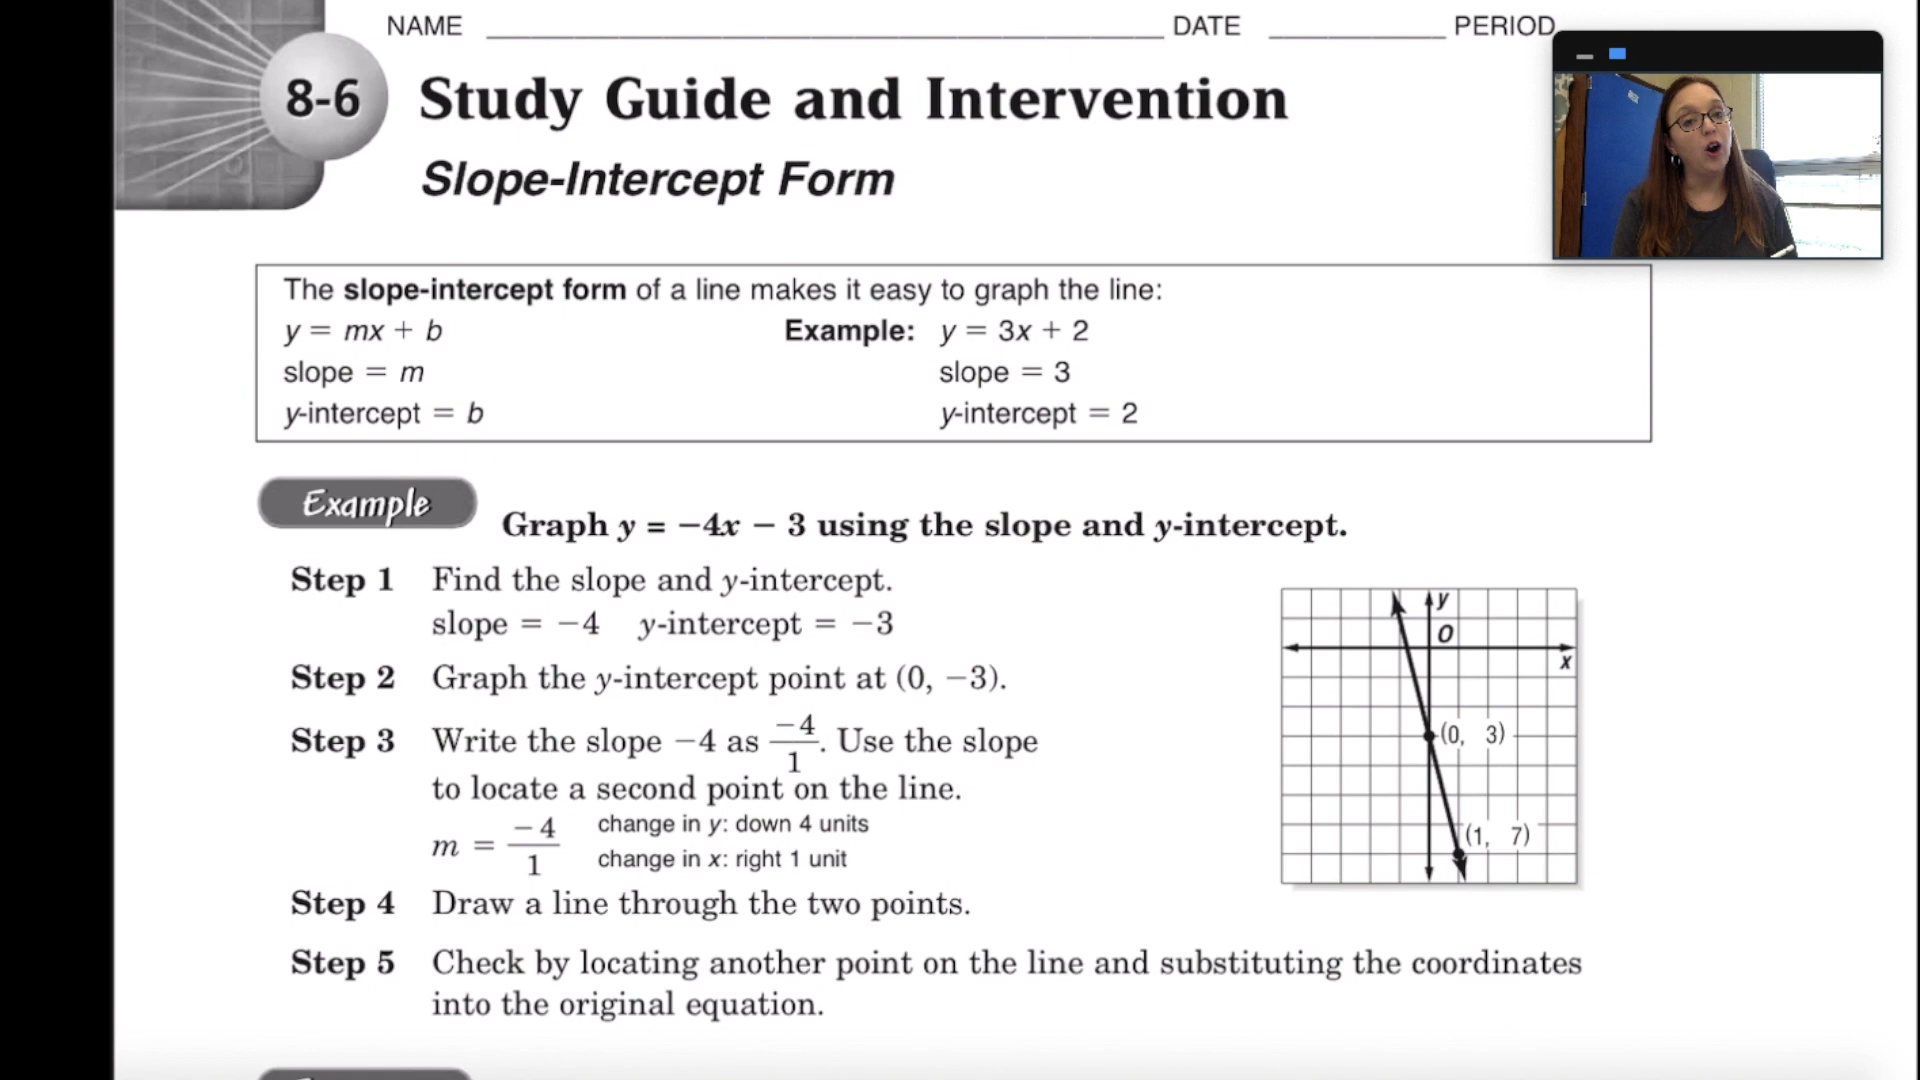 NAME DATE PERIOD
8-6 Study Guide and Intervention
Slope-Intercept Form
The slope-intercept form of a line makes it easy to graph the line:
y = mx + b Example: y = 3x + 2
slope = m slope = 3
y-intercept = b y-intercept = 2
Example
Graph y = −4x − 3 using the slope and y-intercept.
Step 1 Find the slope and y-intercept.
slope = −4 y-intercept = −3
Step 2 Graph the y-intercept point at (0, −3).
Step 3 Write the slope −4 as −4/1. Use the slope
to locate a second point on the line.
m = −4/1 change in y: down 4 units
change in x: right 1 unit
Step 4 Draw a line through the two points.
Step 5 Check by locating another point on the line and substituting the coordinates
into the original equation.
y
O
x
(0, 3)
(1, 7)